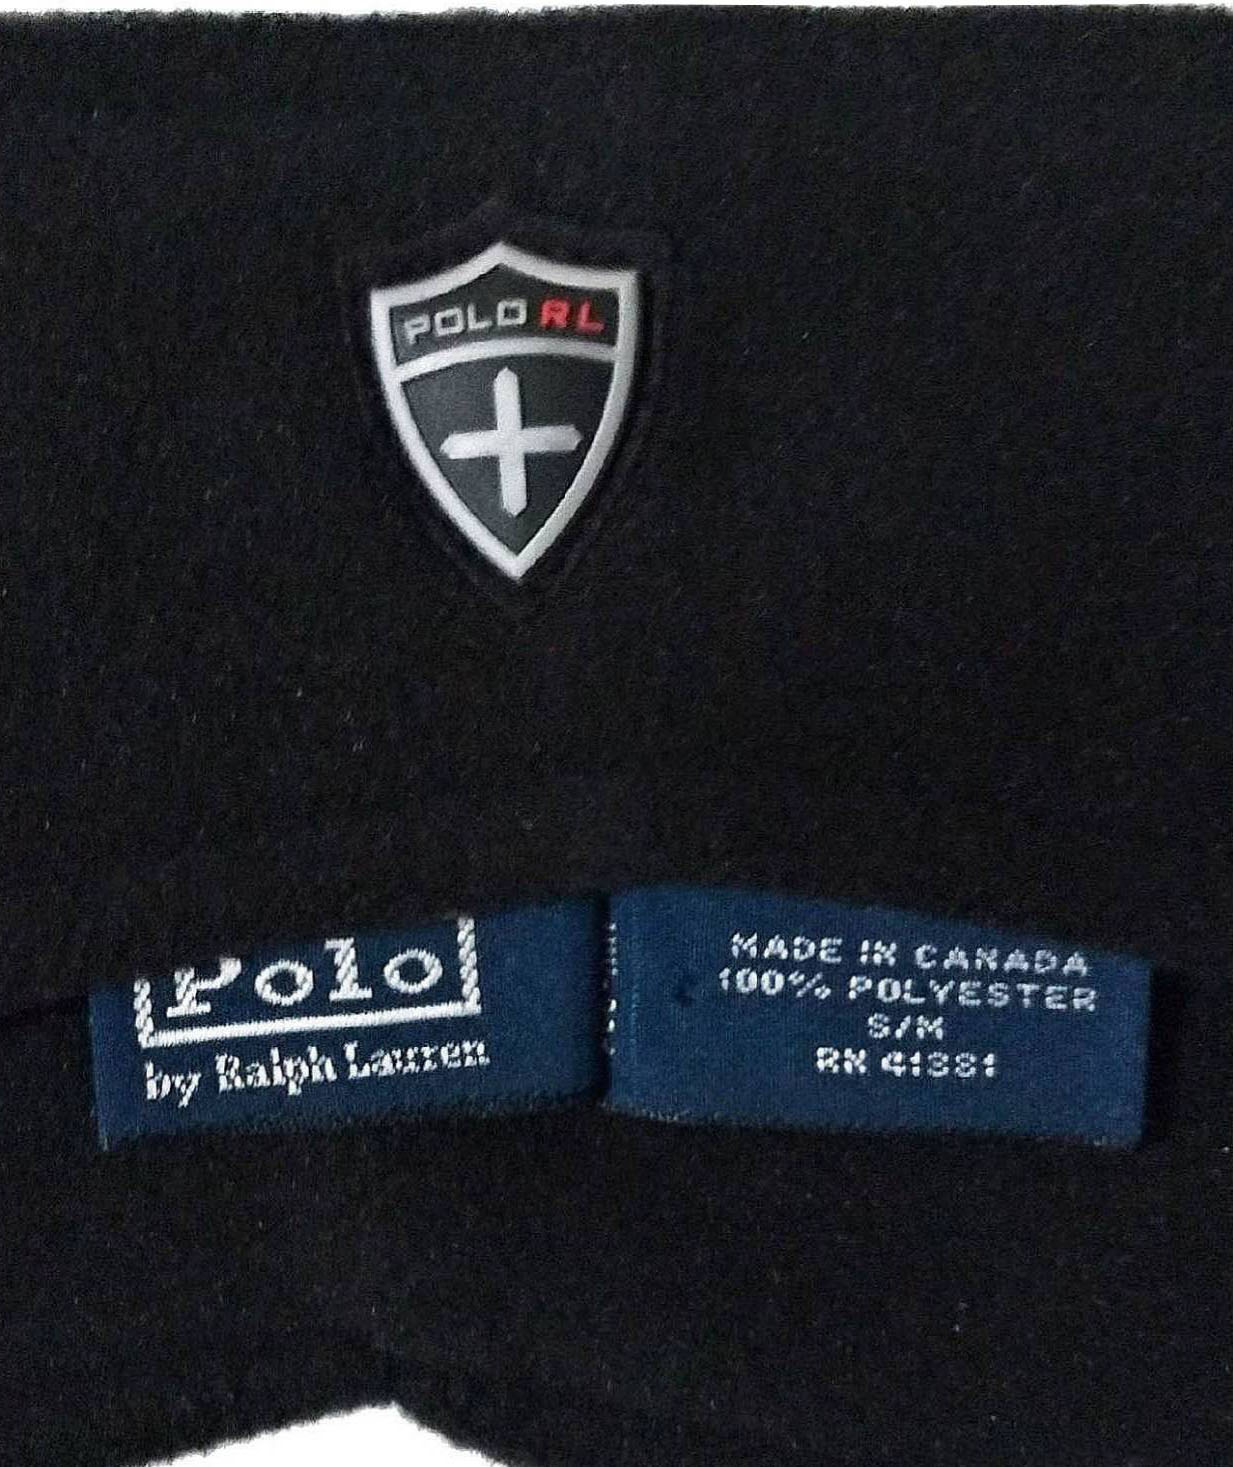 POLO RL
Polo
by Ralph Lauren
MADE IN CANADA
100% POLYESTER
S/M
RN 41381